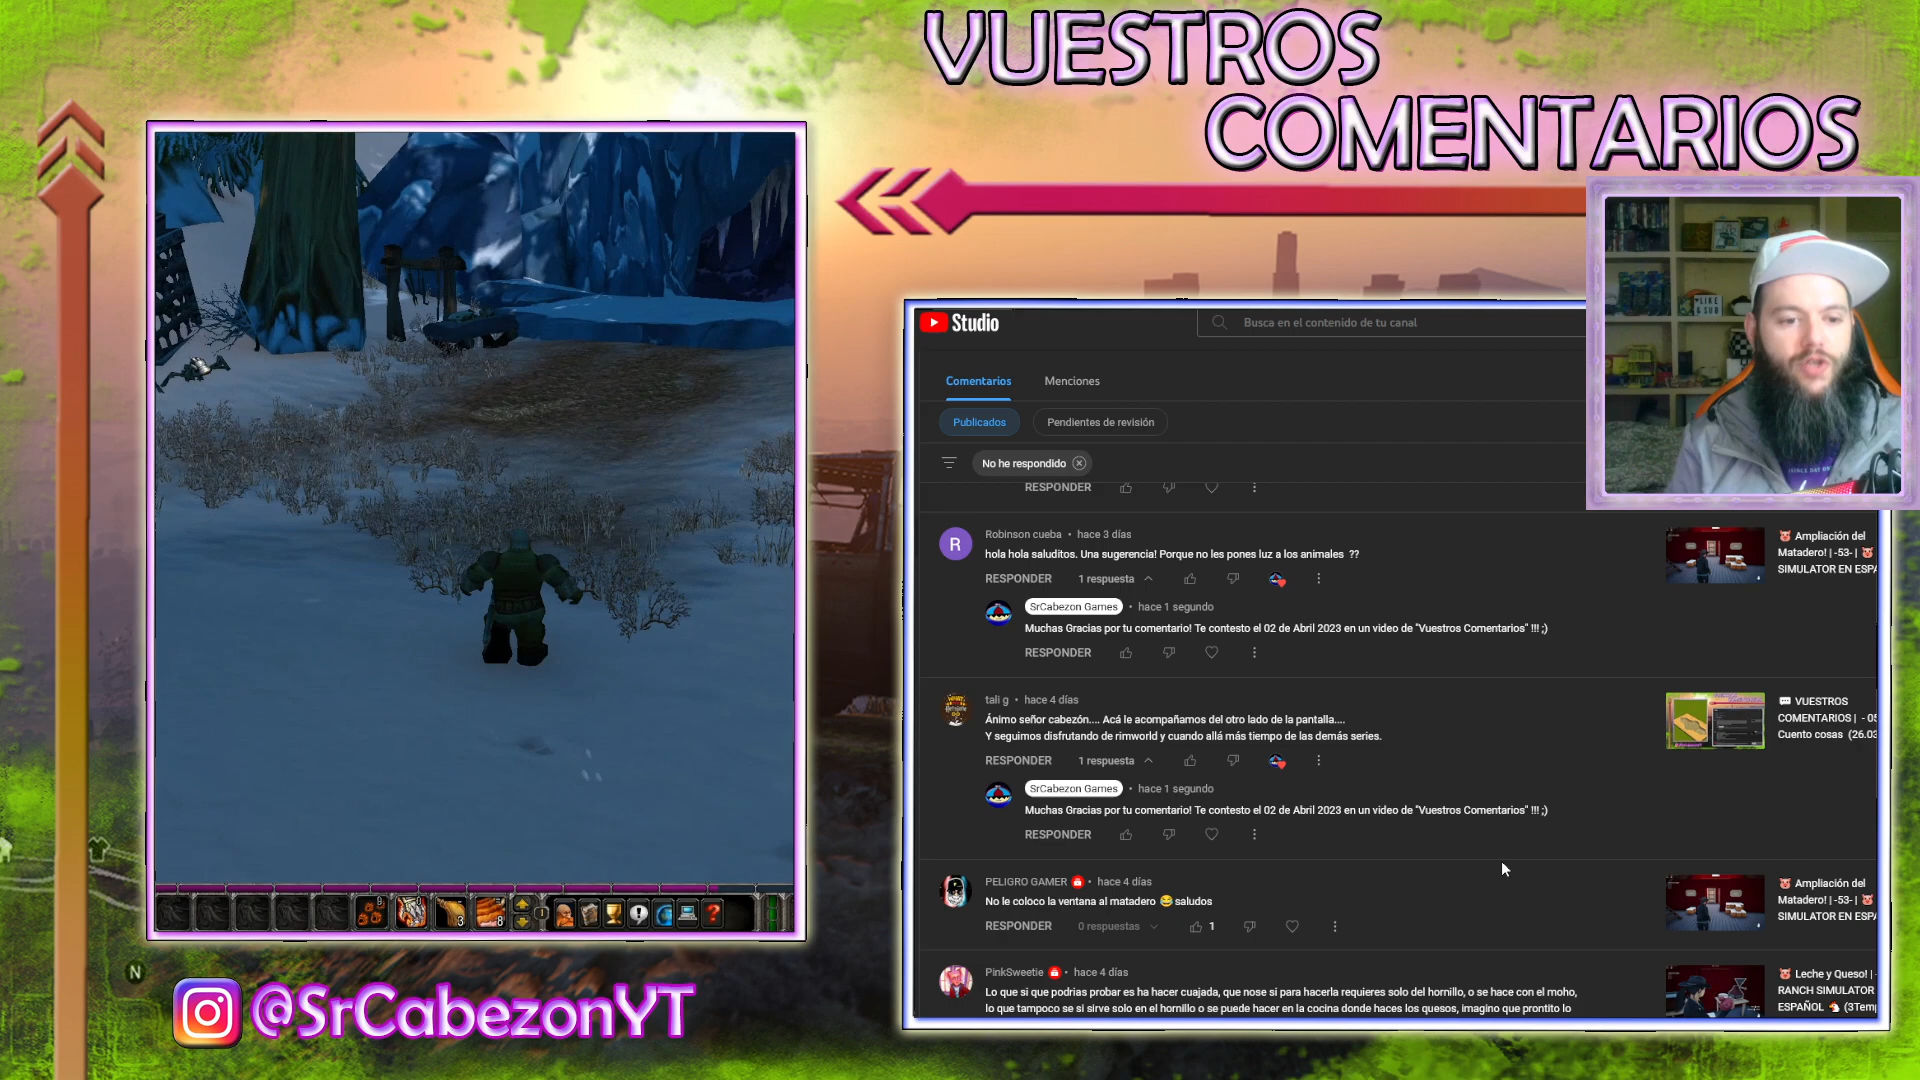 VUESTROS
COMENTARIOS
Studio
Busca en el contenido de tu canal
LIKE
& SUB
Comentarios
Menciones
Publicados
Pendientes de revisión
No he respondido
RESPONDER
R
Robinson cueba • hace 3 días
hola hola saluditos. Una sugerencia! Porque no les pones luz a los animales ??
RESPONDER 1 respuesta
SrCabezon Games • hace 1 segundo
Muchas Gracias por tu comentario! Te contesto el 02 de Abril 2023 en un video de "Vuestros Comentarios" !!! ;)
RESPONDER
🐷 Ampliación del
Matadero! | -53- | 🐷
SIMULATOR EN ESPA
tali g • hace 4 días
Ánimo señor cabezón.... Acá le acompañamos del otro lado de la pantalla....
Y seguimos disfrutando de rimworld y cuando allá más tiempo de las demás series.
RESPONDER 1 respuesta
SrCabezon Games • hace 1 segundo
Muchas Gracias por tu comentario! Te contesto el 02 de Abril 2023 en un video de "Vuestros Comentarios" !!! ;)
RESPONDER
💬 VUESTROS
COMENTARIOS | - 05
Cuento cosas (26.03
PELIGRO GAMER • hace 4 días
No le coloco la ventana al matadero 😂 saludos
RESPONDER 0 respuestas 1
🐷 Ampliación del
Matadero! | -53- | 🐷
SIMULATOR EN ESPA
PinkSweetie • hace 4 días
Lo que si que podrias probar es ha hacer cuajada, que nose si para hacerla requieres solo del hornillo, o se hace con el moho,
lo que tampoco se si sirve solo en el hornillo o se puede hacer en la cocina donde haces los quesos, imagino que prontito lo
🐷 Leche y Queso! | -
RANCH SIMULATOR
ESPAÑOL 🐴 (3Temp
9
3
8
1
N
@SrCabezonYT